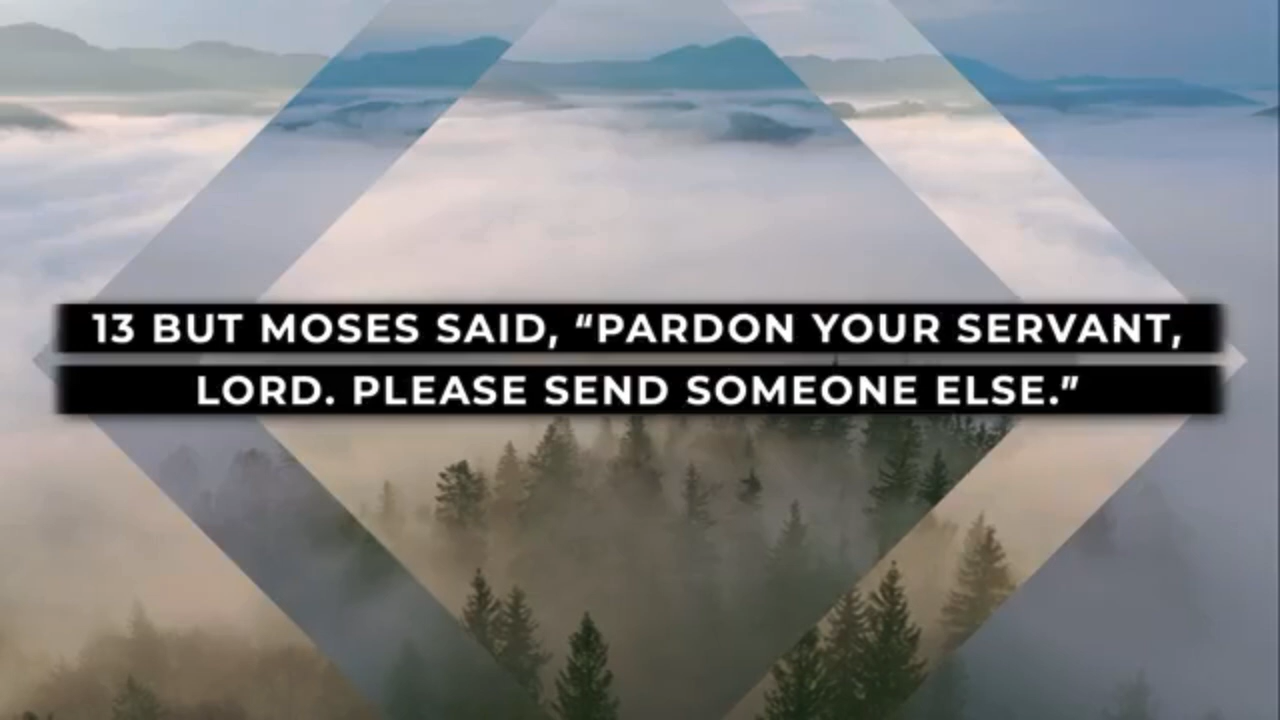 13 BUT MOSES SAID, “PARDON YOUR SERVANT,
LORD. PLEASE SEND SOMEONE ELSE.”